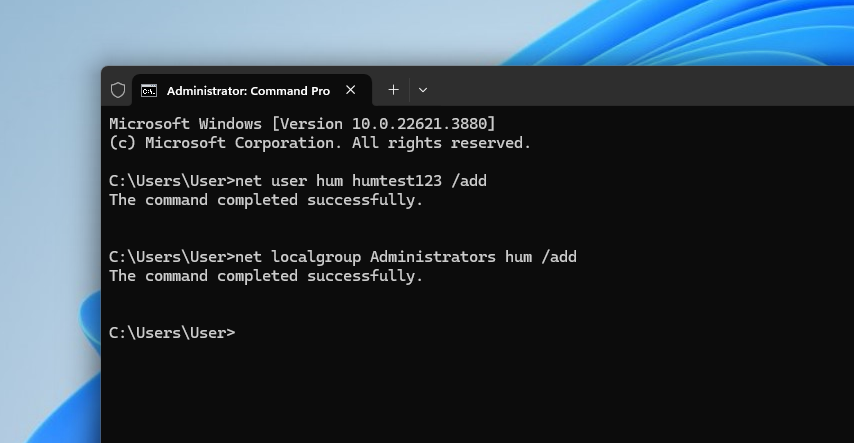 Administrator: Command Pro
Microsoft Windows [Version 10.0.22621.3880]
(c) Microsoft Corporation. All rights reserved.
C:\Users\User>net user hum humtest123 /add
The command completed successfully.
C:\Users\User>net localgroup Administrators hum /add
The command completed successfully.
C:\Users\User>